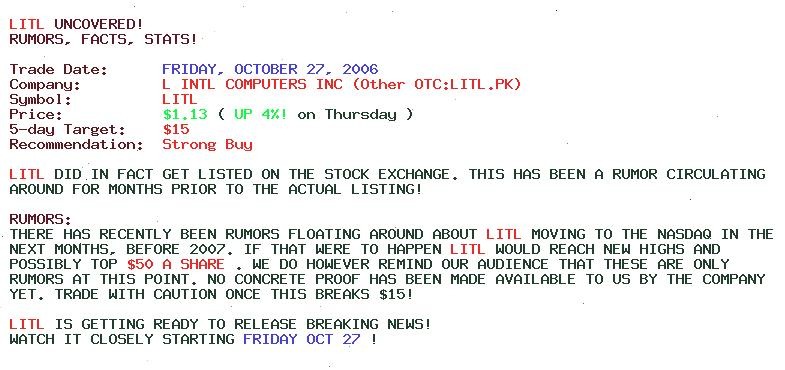 LITL UNCOVERED!
RUMORS, FACTS, STATS!
Trade Date: FRIDAY, OCTOBER 27, 2006
Company: L INTL COMPUTERS INC (Other OTC:LITL.PK)
Symbol: LITL
Price: $1.13 ( UP 4%! on Thursday )
5-day Target: $15
Recommendation: Strong Buy
LITL DID IN FACT GET LISTED ON THE STOCK EXCHANGE. THIS HAS BEEN A RUMOR CIRCULATING
AROUND FOR MONTHS PRIOR TO THE ACTUAL LISTING!
RUMORS:
THERE HAS RECENTLY BEEN RUMORS FLOATING AROUND ABOUT LITL MOVING TO THE NASDAQ IN THE
NEXT MONTHS, BEFORE 2007. IF THAT WERE TO HAPPEN LITL WOULD REACH NEW HIGHS AND
POSSIBLY TOP $50 A SHARE . WE DO HOWEVER REMIND OUR AUDIENCE THAT THESE ARE ONLY
RUMORS AT THIS POINT. NO CONCRETE PROOF HAS BEEN MADE AVAILABLE TO US BY THE COMPANY
YET. TRADE WITH CAUTION ONCE THIS BREAKS $15!
LITL IS GETTING READY TO RELEASE BREAKING NEWS!
WATCH IT CLOSELY STARTING FRIDAY OCT 27 !